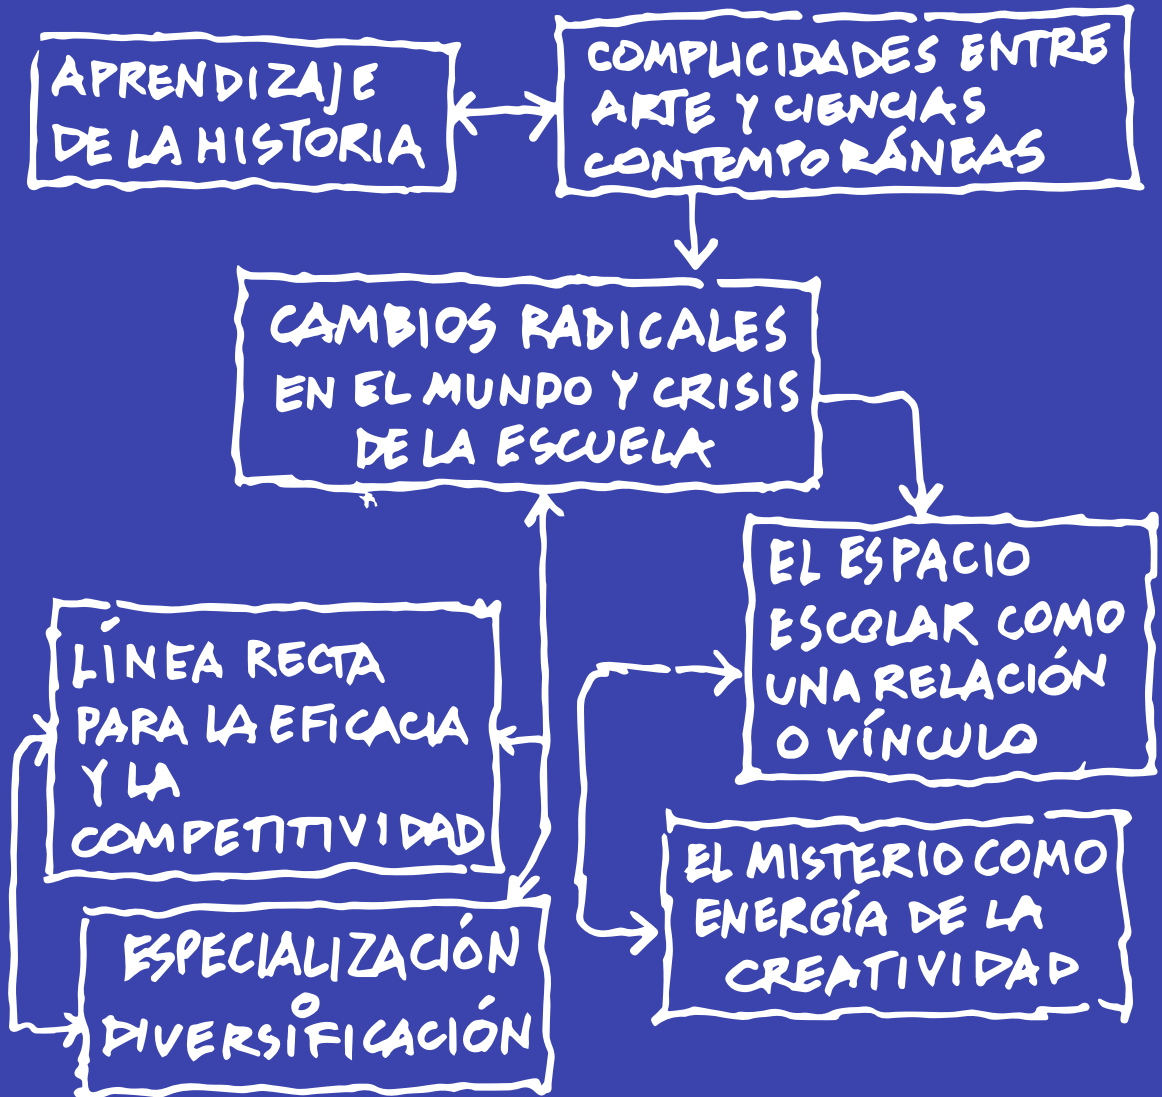 APRENDIZAJE
DE LA HISTORIA
COMPLICIDADES ENTRE
ARTE Y CIENCIAS
CONTEMPORÁNEAS
CAMBIOS RADICALES
EN EL MUNDO Y CRISIS
DE LA ESCUELA
EL ESPACIO
ESCOLAR COMO
UNA RELACIÓN
O VÍNCULO
LÍNEA RECTA
PARA LA EFICACIA
Y LA
COMPETITIVIDAD
EL MISTERIO COMO
ENERGÍA DE LA
CREATIVIDAD
ESPECIALIZACIÓN
O
DIVERSIFICACIÓN